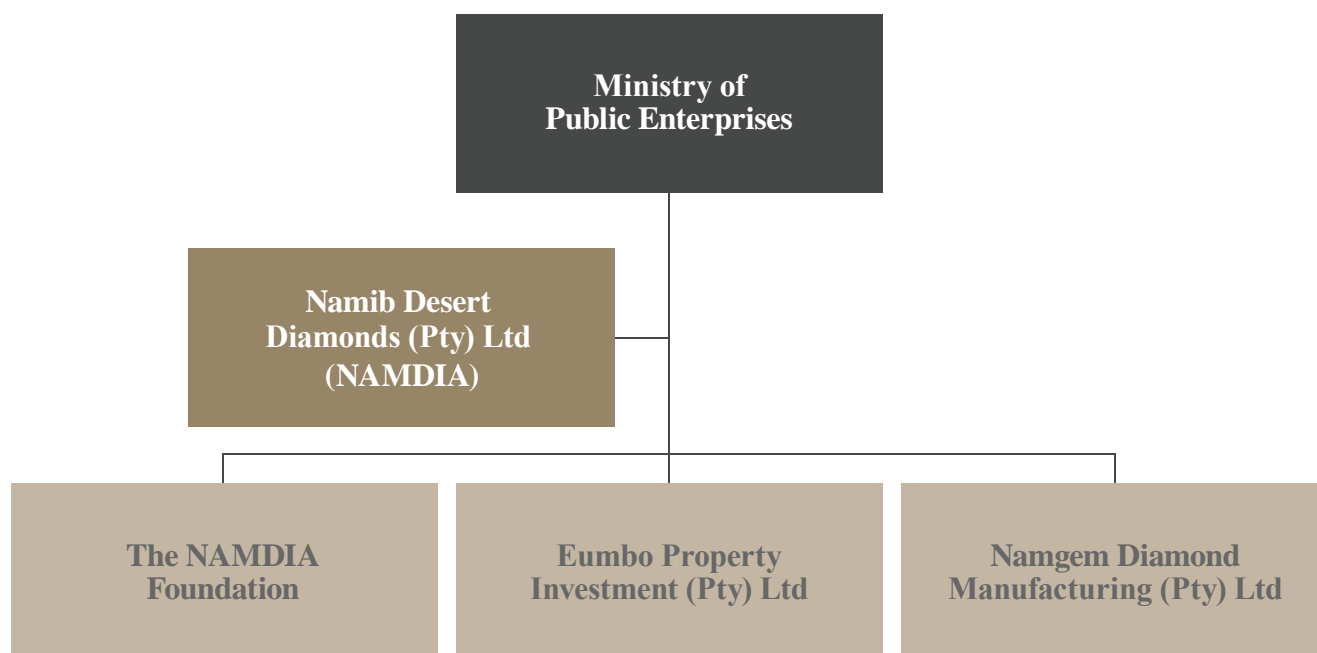 Ministry of
Public Enterprises
Namib Desert
Diamonds (Pty) Ltd
(NAMDIA)
The NAMDIA
Foundation
Eumbo Property
Investment (Pty) Ltd
Namgem Diamond
Manufacturing (Pty) Ltd